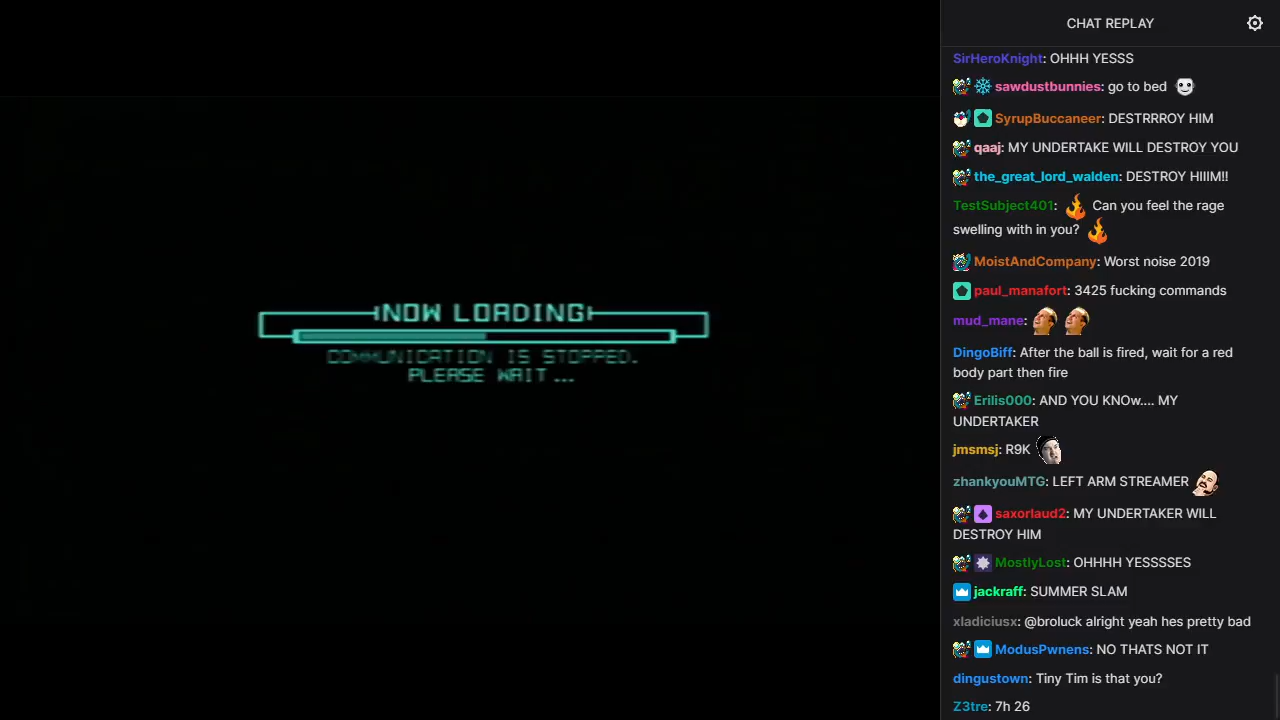 NOW LOADING
COMMUNICATION IS STOPPED.
PLEASE WAIT ...
CHAT REPLAY
SirHeroKnight: OHHH YESSS
sawdustbunnies: go to bed
SyrupBuccaneer: DESTRRROY HIM
qaaj: MY UNDERTAKE WILL DESTROY YOU
the_great_lord_walden: DESTROY HIIIM!!
TestSubject401: Can you feel the rage
swelling with in you?
MoistAndCompany: Worst noise 2019
paul_manafort: 3425 fucking commands
mud_mane:
DingoBiff: After the ball is fired, wait for a red
body part then fire
Erilis000: AND YOU KNOw.... MY
UNDERTAKER
jmsmsj: R9K
zhankyouMTG: LEFT ARM STREAMER
saxorlaud2: MY UNDERTAKER WILL
DESTROY HIM
MostlyLost: OHHHH YESSSSES
jackraff: SUMMER SLAM
xladiciusx: @broluck alright yeah hes pretty bad
ModusPwnens: NO THATS NOT IT
dingustown: Tiny Tim is that you?
Z3tre: 7h 26